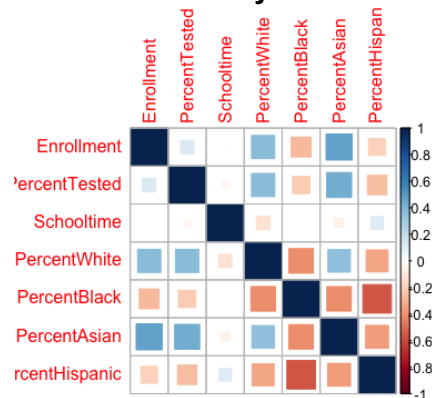 Enrollment
PercentTested
Schooltime
PercentWhite
PercentBlack
PercentAsian
PercentHispan
Enrollment
PercentTested
Schooltime
PercentWhite
PercentBlack
PercentAsian
rcentHispanic
1
0.8
0.6
0.4
0.2
0
-0.2
-0.4
-0.6
-0.8
-1